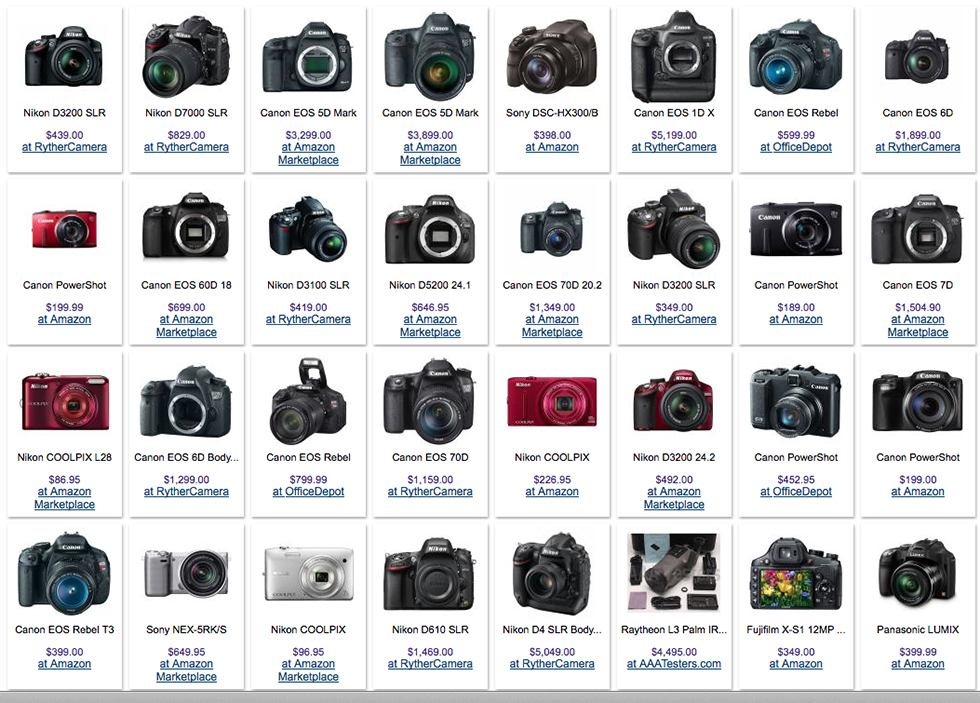 Nikon D3200 SLR
$439.00
at RytherCamera
Nikon D7000 SLR
$829.00
at RytherCamera
Canon EOS 5D Mark
$3,299.00
at Amazon
Marketplace
Canon EOS 5D Mark
$3,899.00
at Amazon
Marketplace
Sony DSC-HX300/B
$398.00
at Amazon
Canon EOS 1D X
$5,199.00
at RytherCamera
Canon EOS Rebel
$599.99
at OfficeDepot
Canon EOS 6D
$1,899.00
at RytherCamera
Canon PowerShot
$199.99
at Amazon
Canon EOS 60D 18
$699.00
at Amazon
Marketplace
Nikon D3100 SLR
$419.00
at RytherCamera
Nikon D5200 24.1
$646.95
at Amazon
Marketplace
Canon EOS 70D 20.2
$1,349.00
at Amazon
Marketplace
Nikon D3200 SLR
$349.00
at RytherCamera
Canon PowerShot
$189.00
at Amazon
Canon EOS 7D
$1,504.90
at Amazon
Marketplace
Nikon COOLPIX L28
$86.95
at Amazon
Marketplace
Canon EOS 6D Body...
$1,299.00
at RytherCamera
Canon EOS Rebel
$799.99
at OfficeDepot
Canon EOS 70D
$1,159.00
at RytherCamera
Nikon COOLPIX
$226.95
at Amazon
Nikon D3200 24.2
$492.00
at Amazon
Marketplace
Canon PowerShot
$452.95
at OfficeDepot
Canon PowerShot
$199.00
at Amazon
Canon EOS Rebel T3
$399.00
at Amazon
Sony NEX-5RK/S
$649.95
at Amazon
Marketplace
Nikon COOLPIX
$96.95
at Amazon
Marketplace
Nikon D610 SLR
$1,469.00
at RytherCamera
Nikon D4 SLR Body...
$5,049.00
at RytherCamera
Raytheon L3 Palm IR...
$4,495.00
at AAATesters.com
Fujifilm X-S1 12MP ...
$349.00
at Amazon
Panasonic LUMIX
$399.99
at Amazon